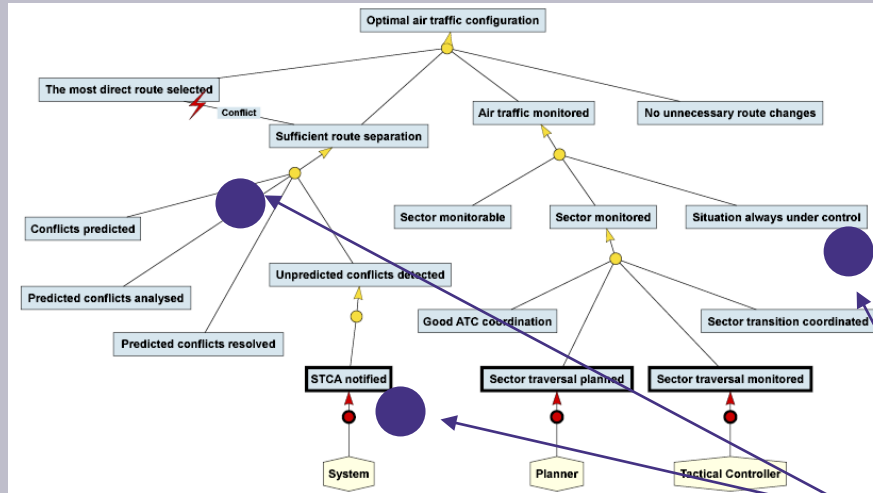 Optimal air traffic configuration
The most direct route selected
Conflict
Sufficient route separation
Air traffic monitored
No unnecessary route changes
Conflicts predicted
Sector monitorable
Sector monitored
Situation always under control
Unpredicted conflicts detected
Predicted conflicts analysed
Good ATC coordination
Sector transition coordinated
Predicted conflicts resolved
STCA notified
Sector traversal planned
Sector traversal monitored
System
Planner
Tactical Controller